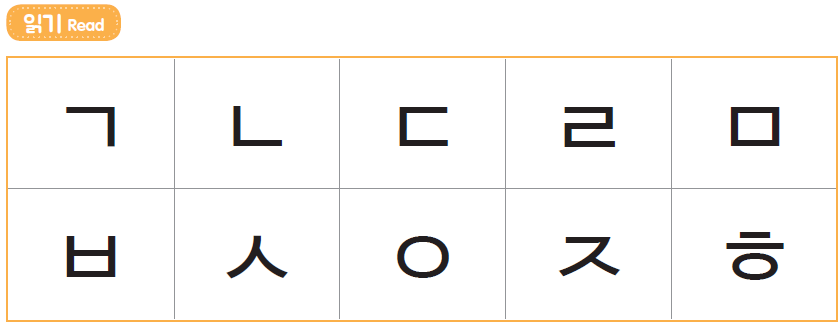 읽기 Read
ㄱ ㄴ ㄷ ㄹ ㅁ
ㅂ ㅅ ㅇ ㅈ ㅎ